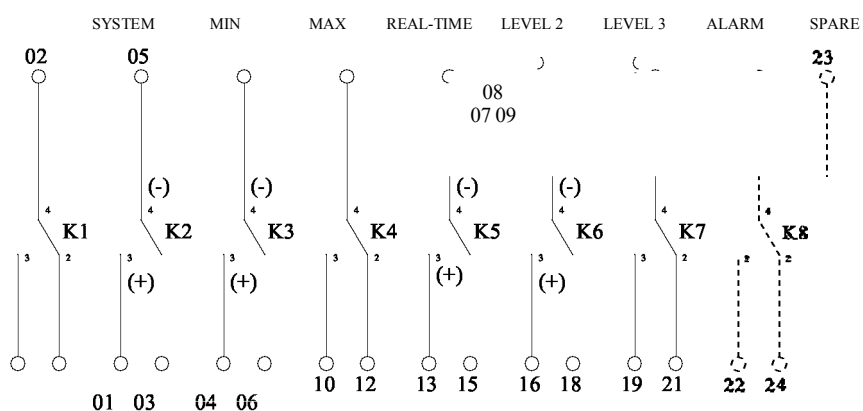 SYSTEM MIN MAX REAL-TIME LEVEL 2 LEVEL 3 ALARM SPARE
02 05 23
08
07 09
(-) (-) (-) (-)
4 4 4 4 4 4 4 4
K1 K2 K3 K4 K5 K6 K7 K8
3 2 3 3 3 2 3 3 3 2 2
(+) (+) (+) (+)
10 12 13 15 16 18 19 21 22 24
01 03 04 06